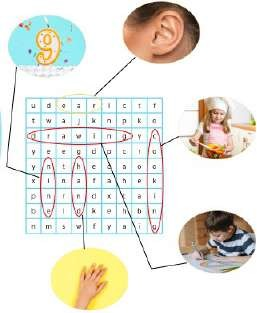 9
u d e a r i c r f
t w a j k n p k o
d r a w i n g y c
y e e g d o c i o
y n t h e d a o o
x i n a f a h e k
p n r n d x i a i
b e i d k e h b n
n m s w f y a i g